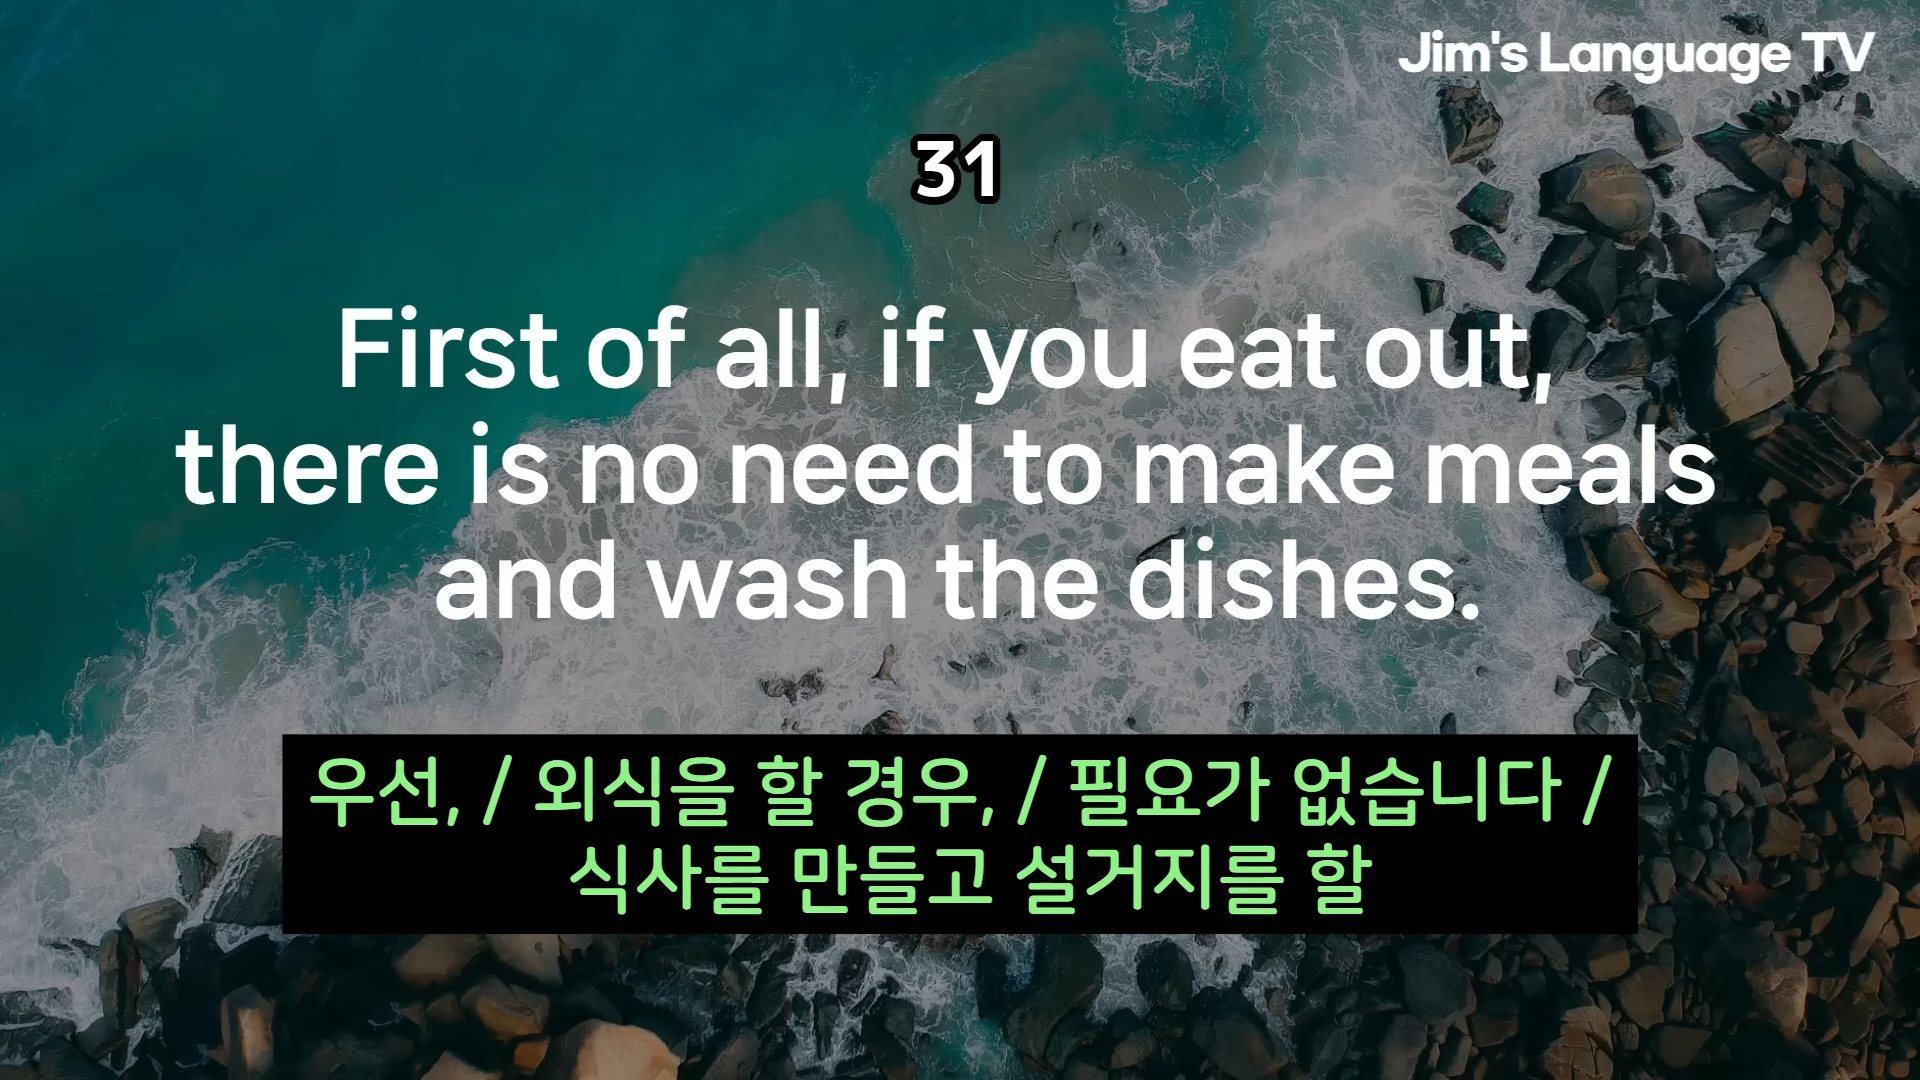 Jim's Language TV
31
First of all, if you eat out,
there is no need to make meals
and wash the dishes.
우선, / 외식을 할 경우, / 필요가 없습니다 /
식사를 만들고 설거지를 할